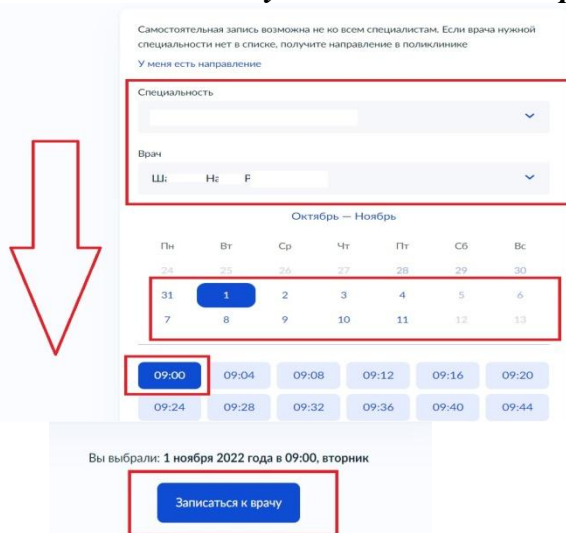 Самостоятельная запись возможна не ко всем специалистам. Если врача нужной
специальности нет в списке, получите направление в поликлинике
У меня есть направление
Специальность
Врач
Октябрь — Ноябрь
Пн Вт Ср Чт Пт Сб Вс
24 25 26 27 28 29 30
31 1 2 3 4 5 6
7 8 9 10 11 12 13
09:00 09:04 09:08 09:12 09:16 09:20
09:24 09:28 09:32 09:36 09:40 09:44
Вы выбрали: 1 ноября 2022 года в 09:00, вторник
Записаться к врачу